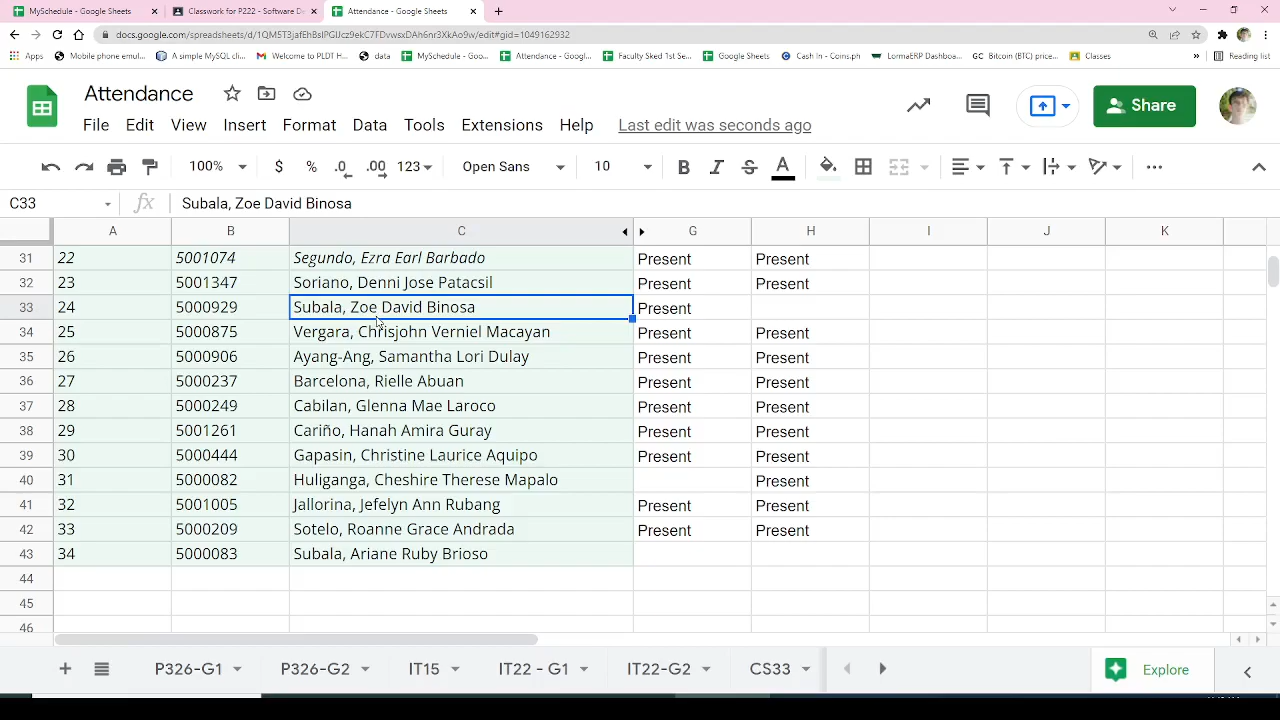 MySchedule - Google Sheets
Classwork for P222 - Software De
Attendance - Google Sheets
Apps
Mobile phone emul...
A simple MySQL cli...
Welcome to PLDT H...
data
MySchedule - Goog...
Attendance - Googl...
Faculty Sked 1st Se...
Google Sheets
Cash In - Coins.ph
LormaERP Dashboa...
GC Bitcoin (BTC) price...
Classes
»
Reading list
Attendance
Share
File Edit View Insert Format Data Tools Extensions Help Last edit was seconds ago
100% $ % .0 .00 123 Open Sans 10 B I S A
C33 fx Subala, Zoe David Binosa
A B C G H I J K
31 22 5001074 Segundo, Ezra Earl Barbado Present Present
32 23 5001347 Soriano, Denni Jose Patacsil Present Present
33 24 5000929 Subala, Zoe David Binosa Present
34 25 5000875 Vergara, Chrisjohn Verniel Macayan Present Present
35 26 5000906 Ayang-Ang, Samantha Lori Dulay Present Present
36 27 5000237 Barcelona, Rielle Abuan Present Present
37 28 5000249 Cabilan, Glenna Mae Laroco Present Present
38 29 5001261 Cariño, Hanah Amira Guray Present Present
39 30 5000444 Gapasin, Christine Laurice Aquipo Present Present
40 31 5000082 Huliganga, Cheshire Therese Mapalo Present
41 32 5001005 Jallorina, Jefelyn Ann Rubang Present Present
42 33 5000209 Sotelo, Roanne Grace Andrada Present Present
43 34 5000083 Subala, Ariane Ruby Brioso
44
45
46
P326-G1 P326-G2 IT15 IT22 - G1 IT22-G2 CS33 Explore